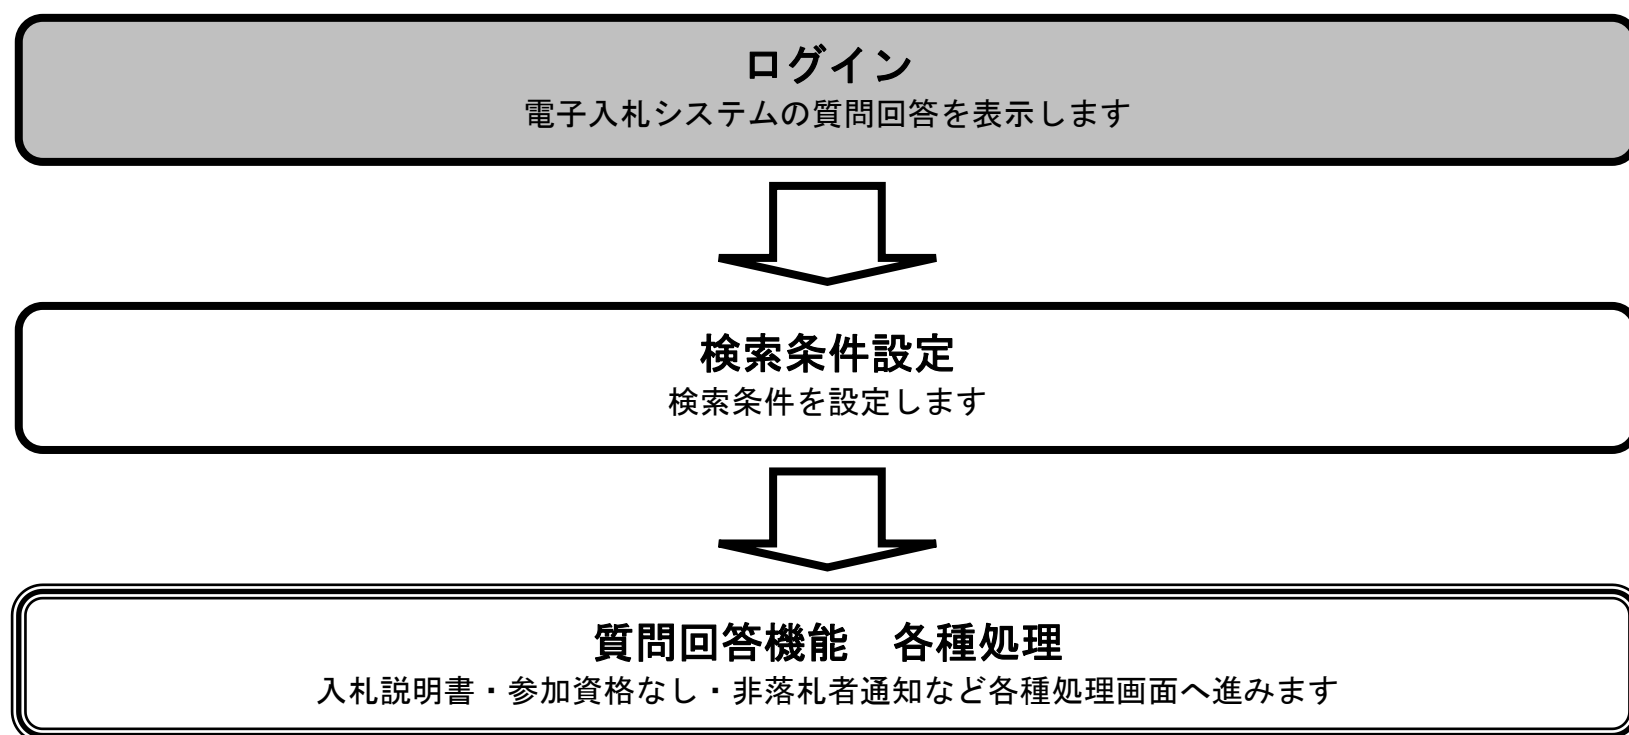 ログイン
電子入札システムの質問回答を表示します
検索条件設定
検索条件を設定します
質問回答機能　各種処理
入札説明書・参加資格なし・非落札者通知など各種処理画面へ進みます